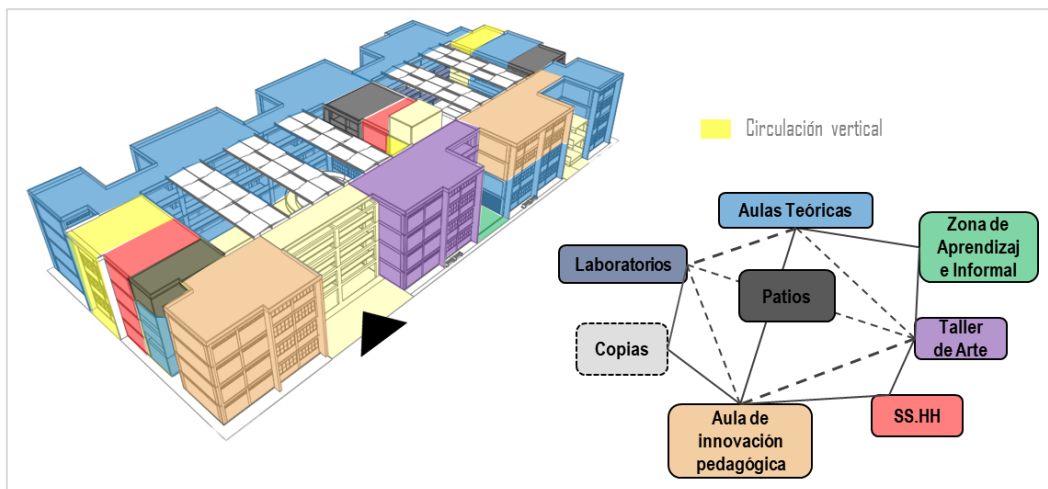 Circulación vertical
Aulas Teóricas
Zona de
Aprendizaj
e Informal
Laboratorios
Patios
Copias
Taller
de Arte
Aula de
innovación
pedagógica
SS.HH